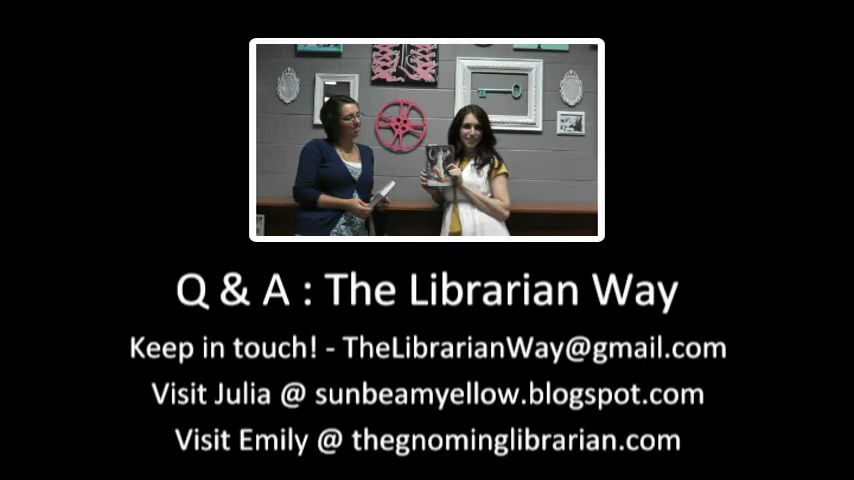 Q & A : The Librarian Way
Keep in touch! - TheLibrarianWay@gmail.com
Visit Julia @ sunbeamyellow.blogspot.com
Visit Emily @ thegnominglibrarian.com